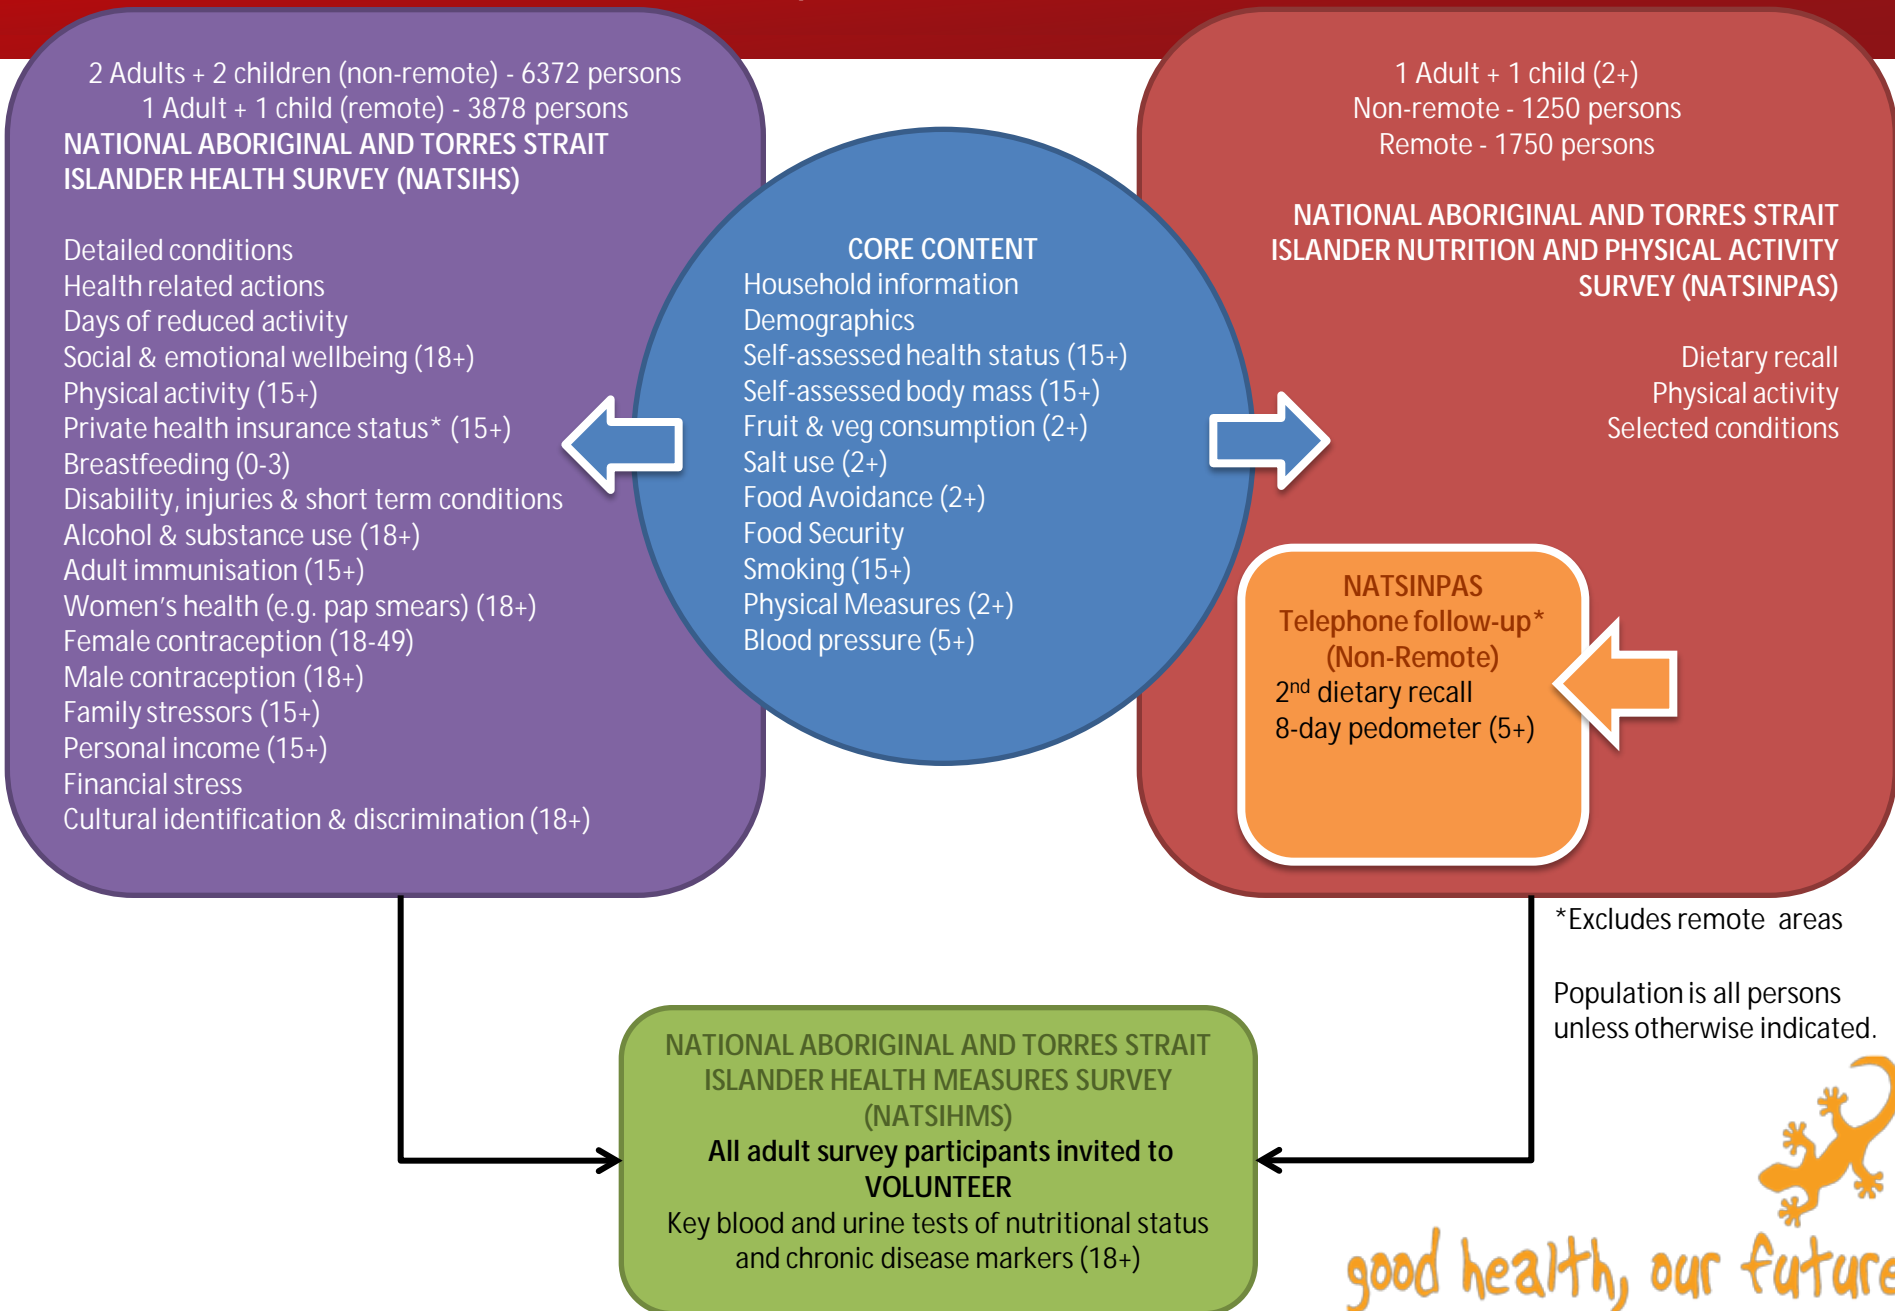 2 Adults + 2 children (non-remote) - 6372 persons
1 Adult + 1 child (remote) - 3878 persons
NATIONAL ABORIGINAL AND TORRES STRAIT
ISLANDER HEALTH SURVEY (NATSIHS)
Detailed conditions
Health related actions
Days of reduced activity
Social & emotional wellbeing (18+)
Physical activity (15+)
Private health insurance status* (15+)
Breastfeeding (0-3)
Disability, injuries & short term conditions
Alcohol & substance use (18+)
Adult immunisation (15+)
Women's health (e.g. pap smears) (18+)
Female contraception (18-49)
Male contraception (18+)
Family stressors (15+)
Personal income (15+)
Financial stress
Cultural identification & discrimination (18+)
CORE CONTENT
Household information
Demographics
Self-assessed health status (15+)
Self-assessed body mass (15+)
Fruit & veg consumption (2+)
Salt use (2+)
Food Avoidance (2+)
Food Security
Smoking (15+)
Physical Measures (2+)
Blood pressure (5+)
1 Adult + 1 child (2+)
Non-remote - 1250 persons
Remote - 1750 persons
NATIONAL ABORIGINAL AND TORRES STRAIT
ISLANDER NUTRITION AND PHYSICAL ACTIVITY
SURVEY (NATSINPAS)
Dietary recall
Physical activity
Selected conditions
NATSINPAS
Telephone follow-up*
(Non-Remote)
2nd dietary recall
8-day pedometer (5+)
*Excludes remote areas
Population is all persons
unless otherwise indicated.
NATIONAL ABORIGINAL AND TORRES STRAIT
ISLANDER HEALTH MEASURES SURVEY
(NATSIHMS)
All adult survey participants invited to
VOLUNTEER
Key blood and urine tests of nutritional status
and chronic disease markers (18+)
good health, our future